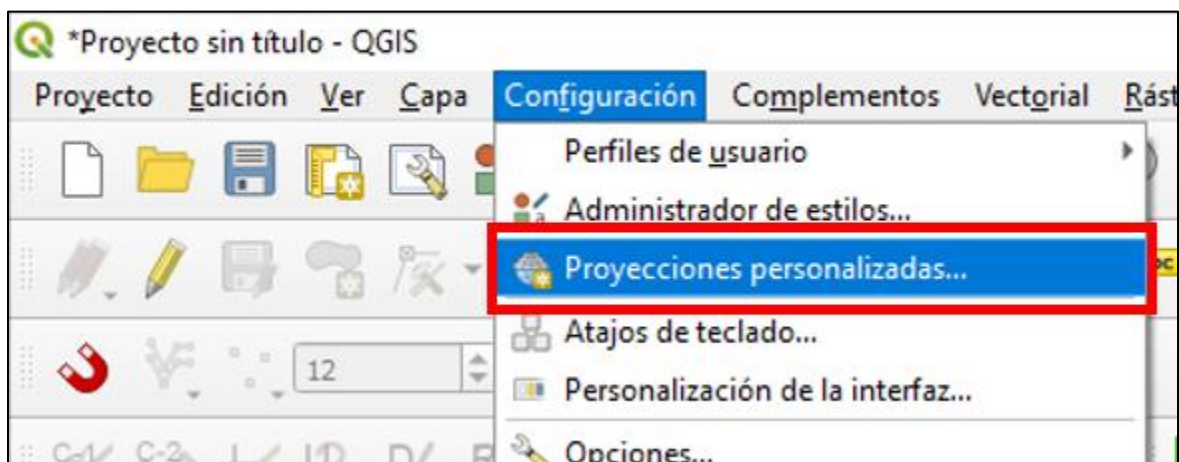 *Proyecto sin título - QGIS
Proyecto Edición Ver Capa Configuración Complementos Vectorial Rást
Perfiles de usuario
Administrador de estilos...
Proyecciones personalizadas...
Atajos de teclado...
12
Personalización de la interfaz...
Opciones...